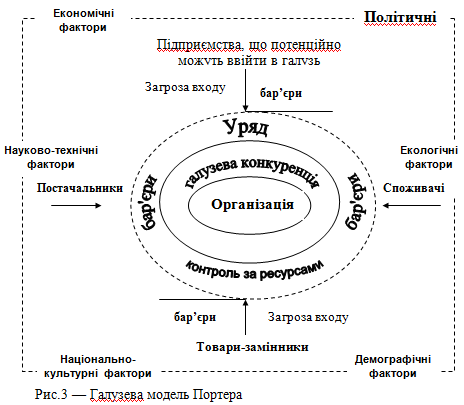 Економічні
фактори
Політичні
Підприємства, що потенційно
можуть ввійти в галузь
Загроза входу
бар’єри
Уряд
Науково-технічні
фактори
Екологічні
фактори
галузева конкуренція
бар'єри
бар'єри
Постачальники
Споживачі
Організація
контроль за ресурсами
бар’єри
Загроза входу
Товари-замінники
Національно-
культурні фактори
Демографічні
фактори
Рис.3 — Галузева модель Портера